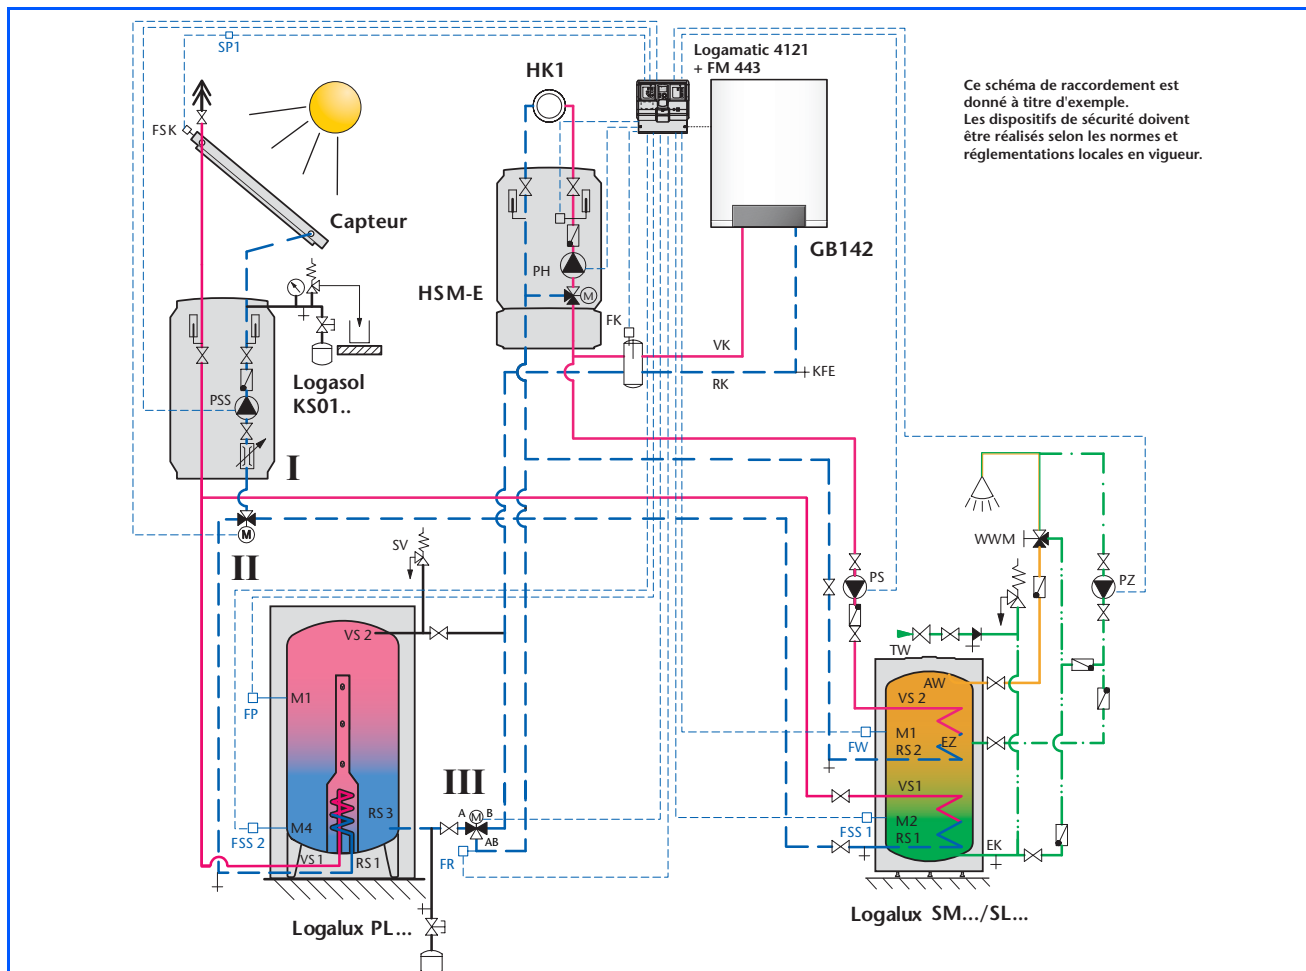 SP1
Logamatic 4121
+ FM 443
HK1
Ce schéma de raccordement est
donné à titre d'exemple.
Les dispositifs de sécurité doivent
être réalisés selon les normes et
réglementations locales en vigueur.
FSK
Capteur
GB142
PH
HSM-E
M
FK
VK
RK
KFE
Logasol
KS01..
PSS
I
M
II
SV
WWM
PS
PZ
TW
VS 2
M1
FP
AW
VS 2
M1
FW
RS2
EZ
III
A
M
B
AB
RS 3
M4
FSS 2
VS1
RS 1
FR
VS1
M2
FSS 1
RS 1
EK
Logalux PL...
Logalux SM.../SL...